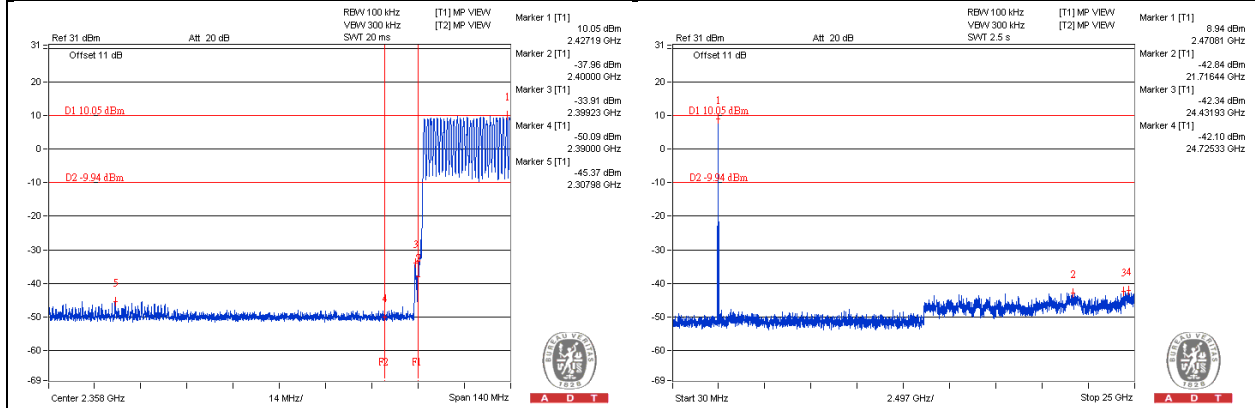 RBW 100 kHz [T1] MP VIEW
VBW 300 kHz [T2] MP VIEW
Ref 31 dBm Att 20 dB SWT 20 ms
Marker 1 [T1]
10.05 dBm
2.42719 GHz
Marker 2 [T1]
-37.96 dBm
2.40000 GHz
Marker 3 [T1]
-33.91 dBm
2.39923 GHz
Marker 4 [T1]
-50.09 dBm
2.39000 GHz
Marker 5 [T1]
-45.37 dBm
2.30798 GHz
31
Offset 11 dB
20
1
D1 10.05 dBm
10
0
D2 -9.94 dBm
-10
-20
3
-30
5
-40
4
-50
-60
F2 F1
-69
Center 2.358 GHz 14 MHz/ Span 140 MHz
BUREAU VERITAS
1828
A D T
RBW 100 kHz [T1] MP VIEW
VBW 300 kHz [T2] MP VIEW
Ref 31 dBm Att 20 dB SWT 2.5 s
Marker 1 [T1]
8.94 dBm
2.47081 GHz
Marker 2 [T1]
-42.84 dBm
21.71644 GHz
Marker 3 [T1]
-42.34 dBm
24.43193 GHz
Marker 4 [T1]
-42.10 dBm
24.72533 GHz
31
Offset 11 dB
20
1
D1 10.05 dBm
10
0
D2 -9.94 dBm
-10
-20
-30
2 34
-40
-50
-60
-69
Start 30 MHz 2.497 GHz/ Stop 25 GHz
BUREAU VERITAS
1828
A D T